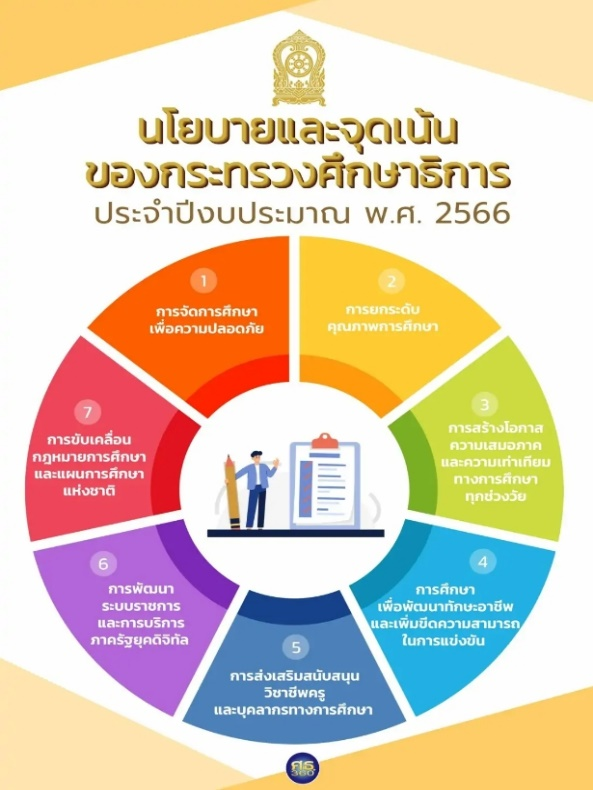 นโยบายและจุดเน้น
ของกระทรวงศึกษาธิการ
ประจำปีงบประมาณ พ.ศ. 2566
1
การจัดการศึกษา
เพื่อความปลอดภัย
2
การยกระดับ
คุณภาพการศึกษา
3
การสร้างโอกาส
ความเสมอภาค
และความเท่าเทียม
ทางการศึกษา
ทุกช่วงวัย
4
การศึกษา
เพื่อพัฒนาทักษะอาชีพ
และเพิ่มขีดความสามารถ
ในการแข่งขัน
5
การส่งเสริมสนับสนุน
วิชาชีพครู
และบุคลากรทางการศึกษา
6
การพัฒนา
ระบบราชการ
และการบริการ
ภาครัฐยุคดิจิทัล
7
การขับเคลื่อน
กฎหมายการศึกษา
และแผนการศึกษา
แห่งชาติ
ศธ.
360